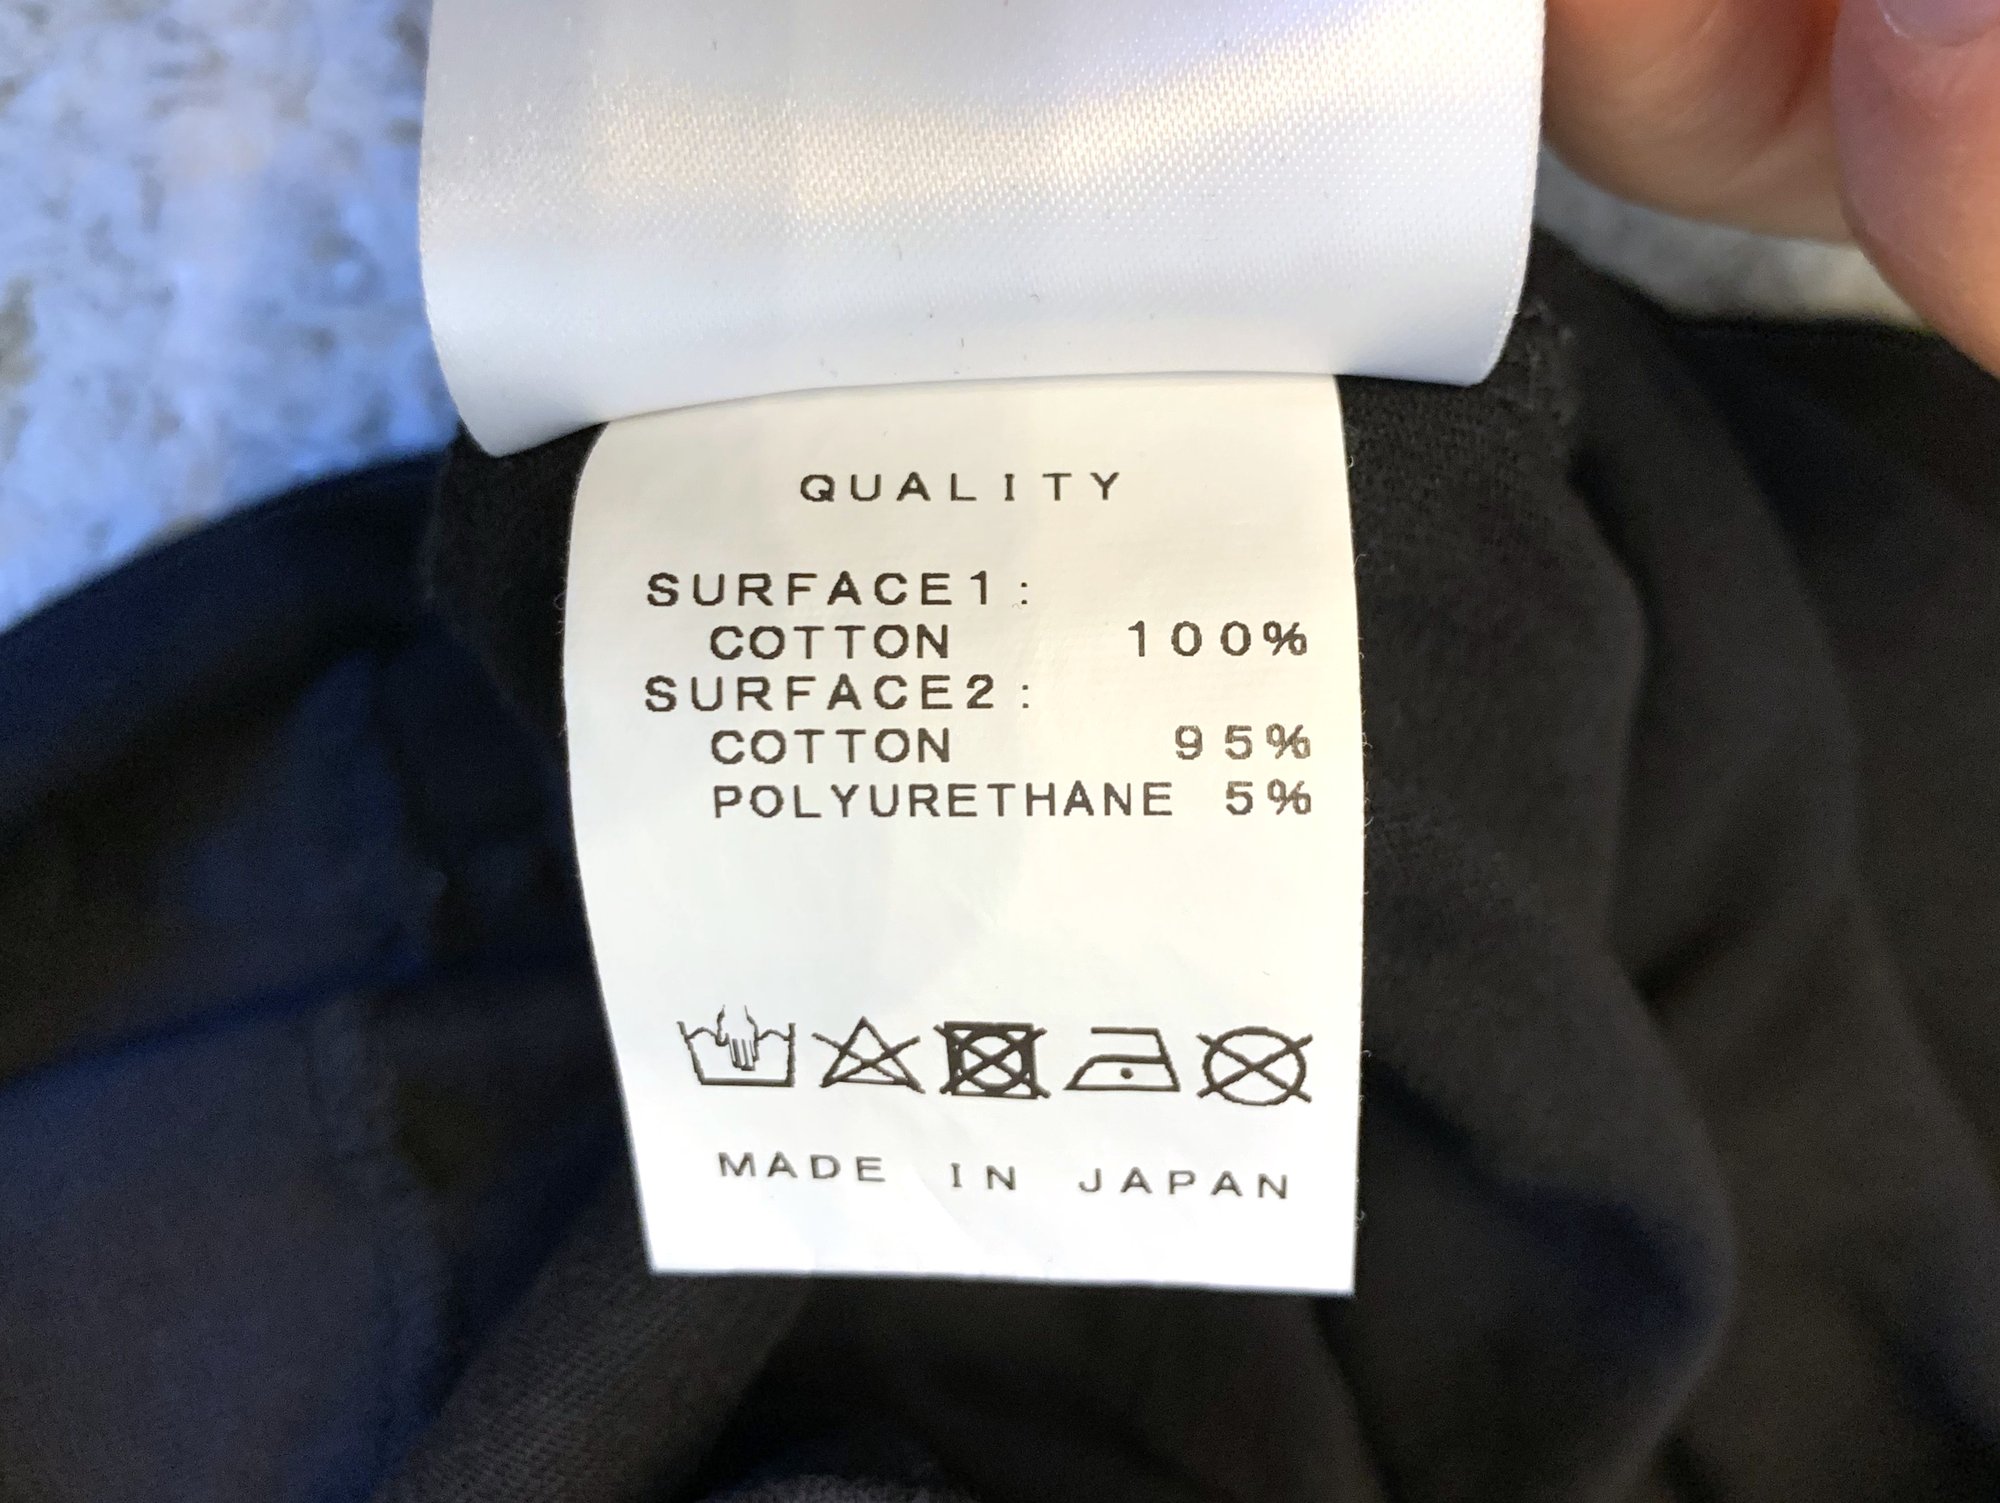 QUALITY
SURFACE1:
COTTON 100%
SURFACE2:
COTTON 95%
POLYURETHANE 5%
MADE IN JAPAN